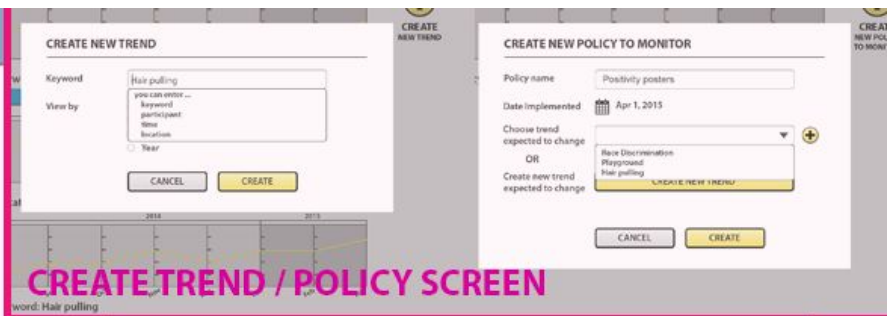 CREATE
NEW TREND
CREATE NEW TREND
Keyword
Hair pulling
you can enter ...
keyword
participant
time
location
View by
Year
CANCEL
CREATE
CREATE NEW POLICY TO MONITOR
Policy name
Positivity posters
Date Implemented
Apr 1, 2015
Choose trend
expected to change
Race Discrimination
Playground
Hair pulling
OR
Create new trend
expected to change
CREATE NEW TREND
CANCEL
CREATE
2014
2015
CREATE TREND / POLICY SCREEN
word: Hair pulling